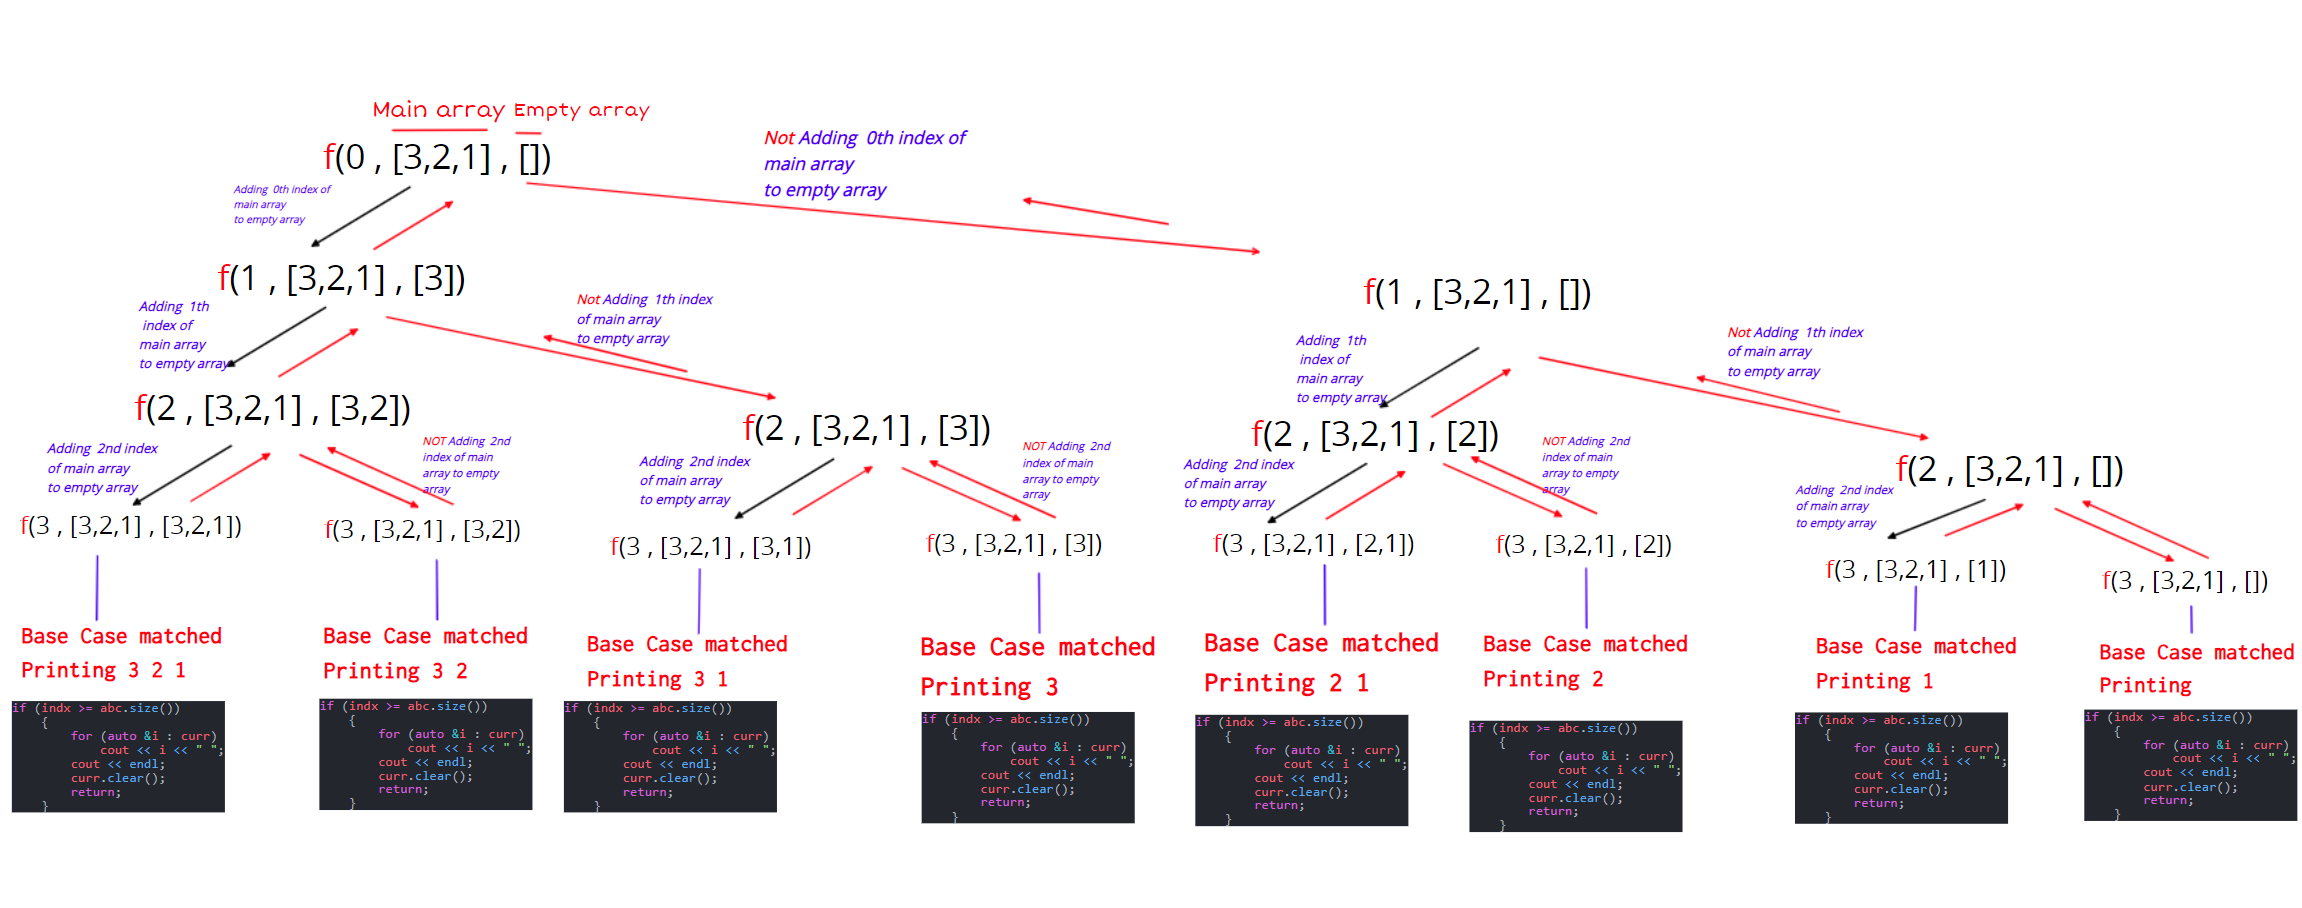 Main array Empty array
f(0 , [3,2,1] , [])
Not Adding 0th index of
main array
to empty array
Adding 0th index of
main array
to empty array
f(1 , [3,2,1] , [3])
f(1 , [3,2,1] , [])
Adding 1th
index of
main array
to empty array
Not Adding 1th index
of main array
to empty array
Adding 1th
index of
main array
to empty array
Not Adding 1th index
of main array
to empty array
f(2 , [3,2,1] , [3,2])
f(2 , [3,2,1] , [3])
f(2 , [3,2,1] , [2])
f(2 , [3,2,1] , [])
Adding 2nd index
of main array
to empty array
NOT Adding 2nd
index of main
array to empty
array
Adding 2nd index
of main array
to empty array
NOT Adding 2nd
index of main
array to empty
array
Adding 2nd index
of main array
to empty array
NOT Adding 2nd
index of main
array to empty
array
Adding 2nd index
of main array
to empty array
f(3 , [3,2,1] , [3,2,1])
f(3 , [3,2,1] , [3,2])
f(3 , [3,2,1] , [3,1])
f(3 , [3,2,1] , [3])
f(3 , [3,2,1] , [2,1])
f(3 , [3,2,1] , [2])
f(3 , [3,2,1] , [1])
f(3 , [3,2,1] , [])
Base Case matched
Printing 3 2 1
Base Case matched
Printing 3 2
Base Case matched
Printing 3 1
Base Case matched
Printing 3
Base Case matched
Printing 2 1
Base Case matched
Printing 2
Base Case matched
Printing 1
Base Case matched
Printing
if (indx >= abc.size())
{
for (auto &i : curr)
cout << i << " ";
cout << endl;
curr.clear();
return;
}
if (indx >= abc.size())
{
for (auto &i : curr)
cout << i << " ";
cout << endl;
curr.clear();
return;
}
if (indx >= abc.size())
{
for (auto &i : curr)
cout << i << " ";
cout << endl;
curr.clear();
return;
}
if (indx >= abc.size())
{
for (auto &i : curr)
cout << i << " ";
cout << endl;
curr.clear();
return;
}
if (indx >= abc.size())
{
for (auto &i : curr)
cout << i << " ";
cout << endl;
curr.clear();
return;
}
if (indx >= abc.size())
{
for (auto &i : curr)
cout << i << " ";
cout << endl;
curr.clear();
return;
}
if (indx >= abc.size())
{
for (auto &i : curr)
cout << i << " ";
cout << endl;
curr.clear();
return;
}
if (indx >= abc.size())
{
for (auto &i : curr)
cout << i << " ";
cout << endl;
curr.clear();
return;
}